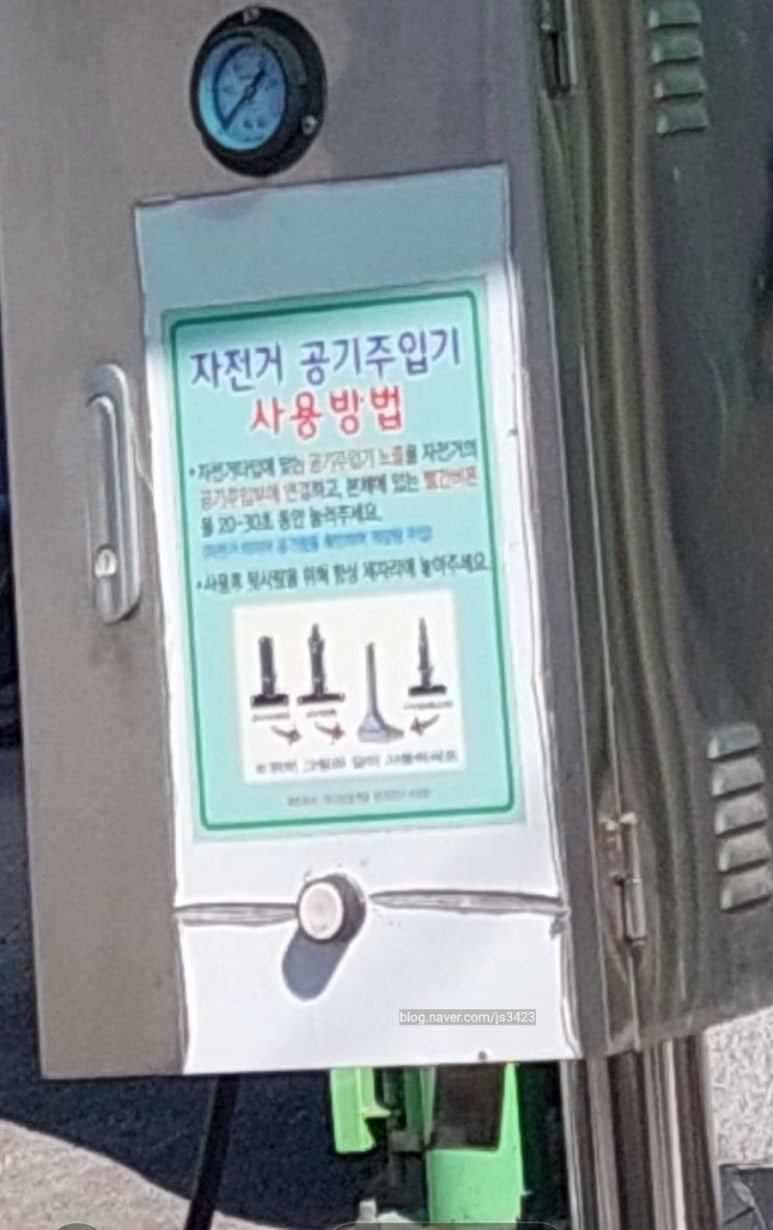 자전거 공기주입기
사용방법
• 자전거타입에 맞는 공기주입기 노즐을 자전거의
공기주입부에 연결하고, 본체에 있는 빨간버튼
을 20~30초 동안 눌러주세요.
• 사용후 뒷사람을 위해 항상 제자리에 놓아주세요.
blog.naver.com/js3423